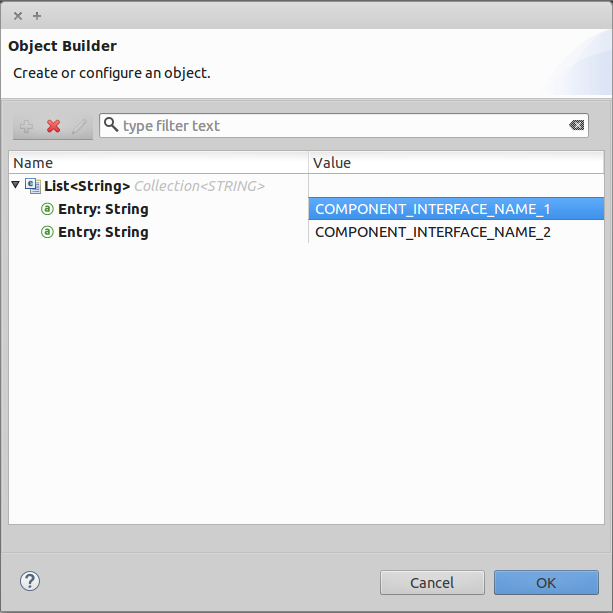 Object Builder
Create or configure an object.
type filter text
Name Value
List<String> Collection<STRING>
Entry: String COMPONENT_INTERFACE_NAME_1
Entry: String COMPONENT_INTERFACE_NAME_2
Cancel OK